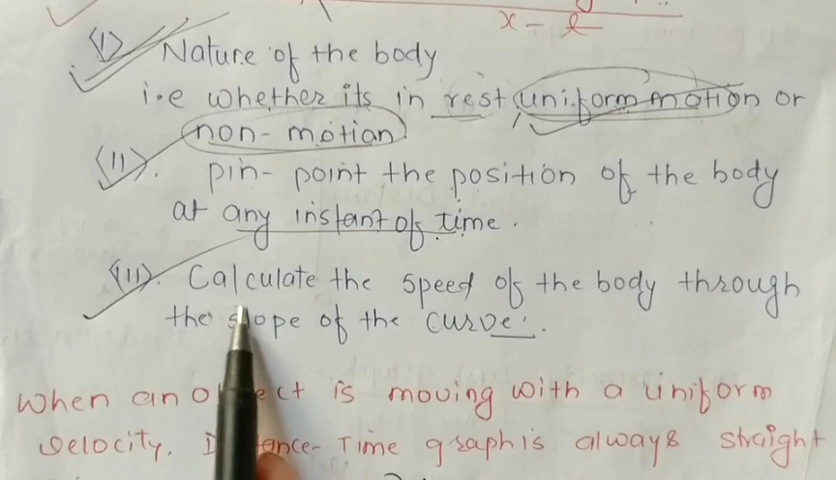 x - l
(I) Nature of the body
i.e whether its in rest, uniform motion or
non-motian
(II). pin-point the position of the body
at any instant of time.
(III). Calculate the speed of the body through
the slope of the curve.
When an object is moving with a uniform
velocity. Distance-Time graph is always straight